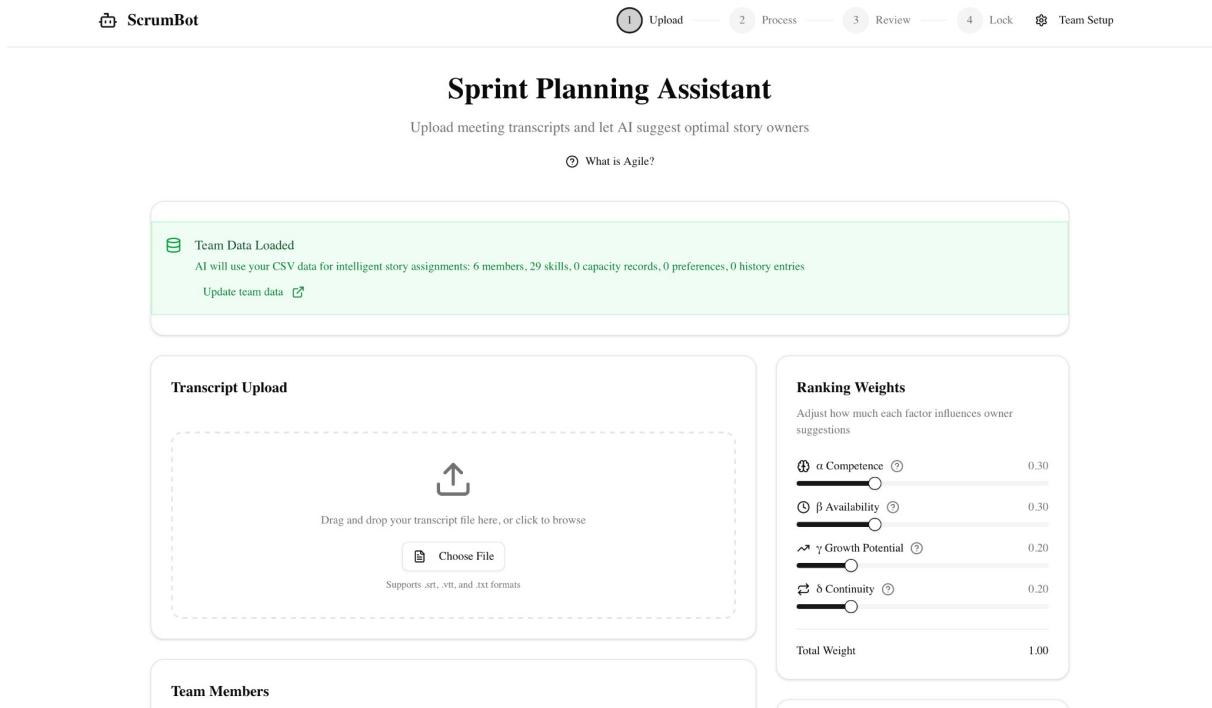 ScrumBot
1 Upload 2 Process 3 Review 4 Lock Team Setup
Sprint Planning Assistant
Upload meeting transcripts and let AI suggest optimal story owners
What is Agile?
Team Data Loaded
AI will use your CSV data for intelligent story assignments: 6 members, 29 skills, 0 capacity records, 0 preferences, 0 history entries
Update team data
Transcript Upload
Drag and drop your transcript file here, or click to browse
Choose File
Supports .srt, .vtt, and .txt formats
Team Members
Ranking Weights
Adjust how much each factor influences owner
suggestions
α Competence 0.30
β Availability 0.30
γ Growth Potential 0.20
δ Continuity 0.20
Total Weight 1.00